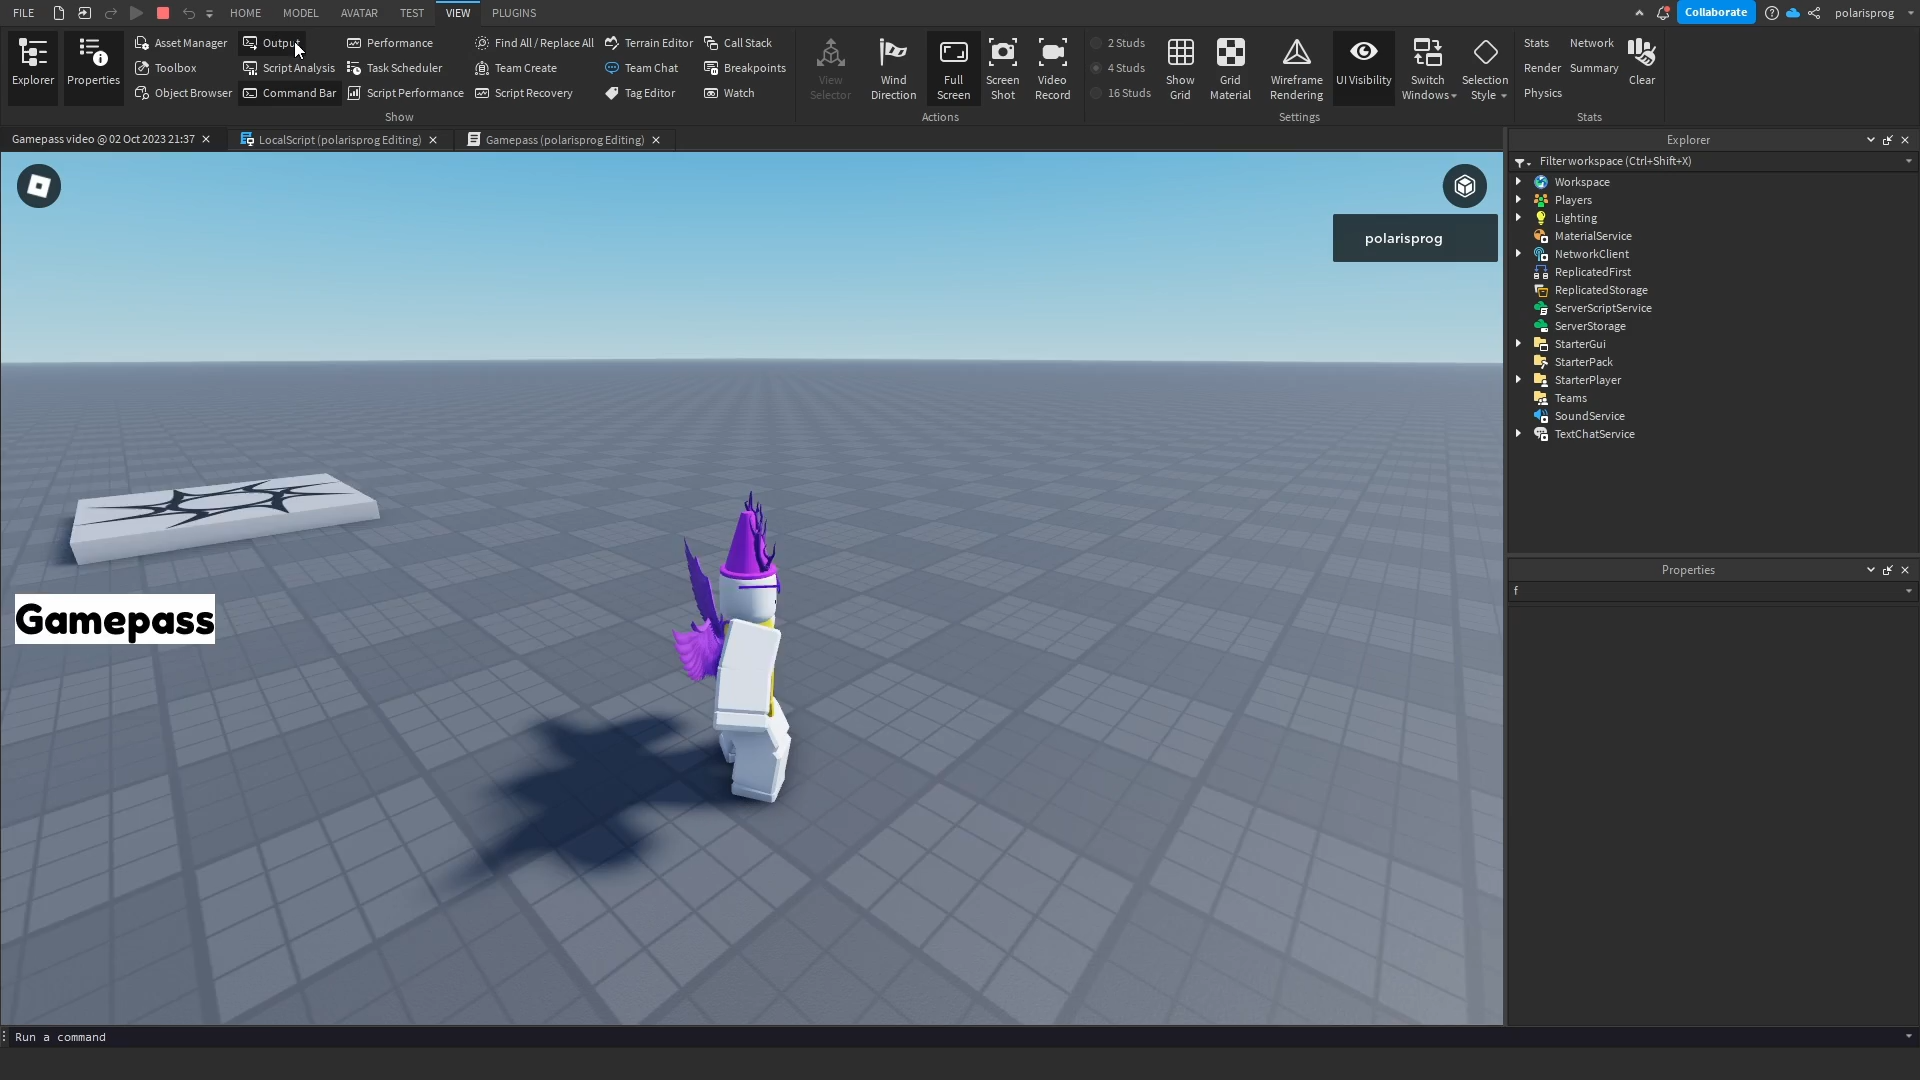 FILE HOME MODEL AVATAR TEST VIEW PLUGINS Collaborate polarisprog
Explorer
Properties
Asset Manager
Toolbox
Object Browser
Output
Script Analysis
Command Bar
Performance
Task Scheduler
Script Performance
Find All / Replace All
Team Create
Script Recovery
Terrain Editor
Team Chat
Tag Editor
Call Stack
Breakpoints
Watch
Show
View
Selector
Wind
Direction
Full
Screen
Screen
Shot
Video
Record
Actions
2 Studs
4 Studs
16 Studs
Show
Grid
Grid
Material
Wireframe
Rendering
UI Visibility
Switch
Windows
Selection
Style
Settings
Stats
Render
Physics
Network
Summary
Clear
Stats
Gamepass video @ 02 Oct 2023 21:37
LocalScript (polarisprog Editing)
Gamepass (polarisprog Editing)
polarisprog
Gamepass
Explorer
Filter workspace (Ctrl+Shift+X)
Workspace
Players
Lighting
MaterialService
NetworkClient
ReplicatedFirst
ReplicatedStorage
ServerScriptService
ServerStorage
StarterGui
StarterPack
StarterPlayer
Teams
SoundService
TextChatService
Properties
f
Run a command